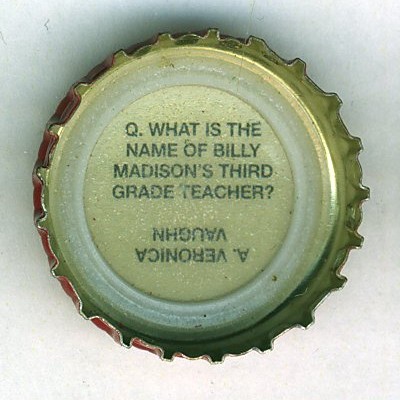 Q. WHAT IS THE
NAME OF BILLY
MADISON'S THIRD
GRADE TEACHER?
A. VERONICA
VAUGHN